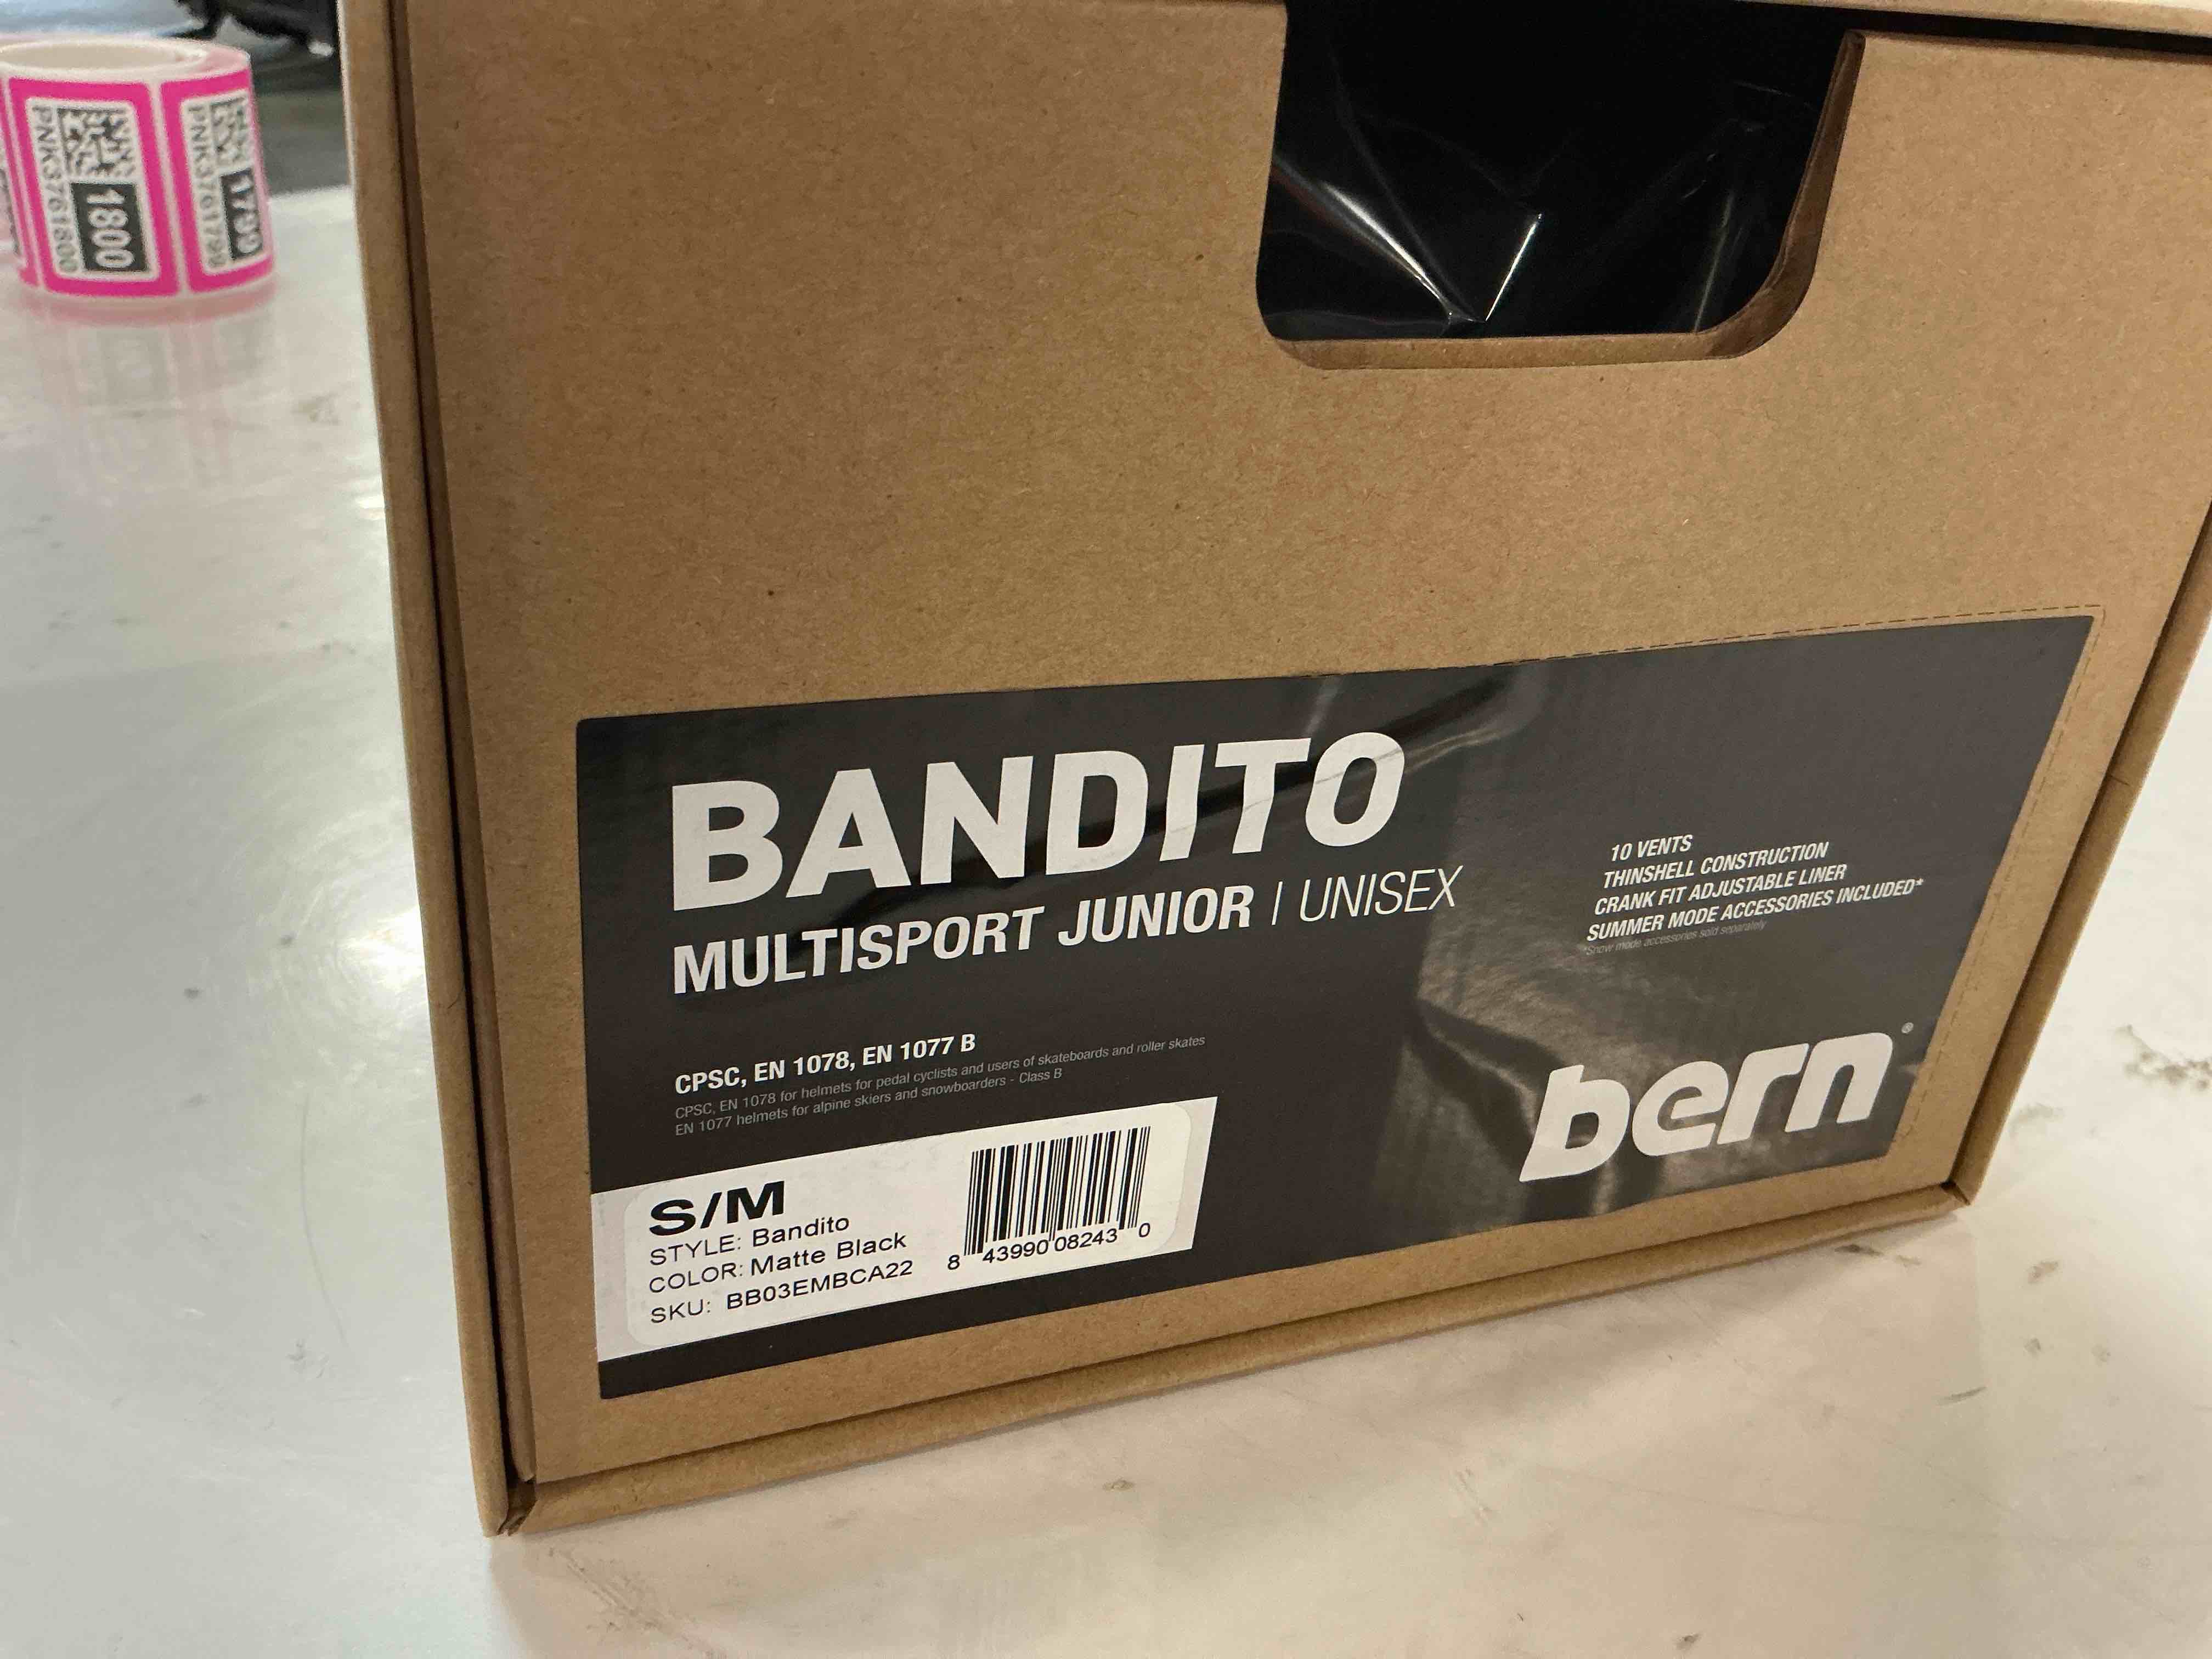 PNK3761800
1800
PNK3761799
1799
BANDITO
MULTISPORT JUNIOR | UNISEX
10 VENTS
THINSHELL CONSTRUCTION
CRANK FIT ADJUSTABLE LINER
SUMMER MODE ACCESSORIES INCLUDED*
*Snow mode accessories sold separately
CPSC, EN 1078, EN 1077 B
CPSC, EN 1078 for helmets for pedal cyclists and users of skateboards and roller skates
EN 1077 helmets for alpine skiers and snowboarders - Class B
bern®
S/M
STYLE: Bandito
COLOR: Matte Black
SKU: BB03EMBCA22
8 43990 08243 0